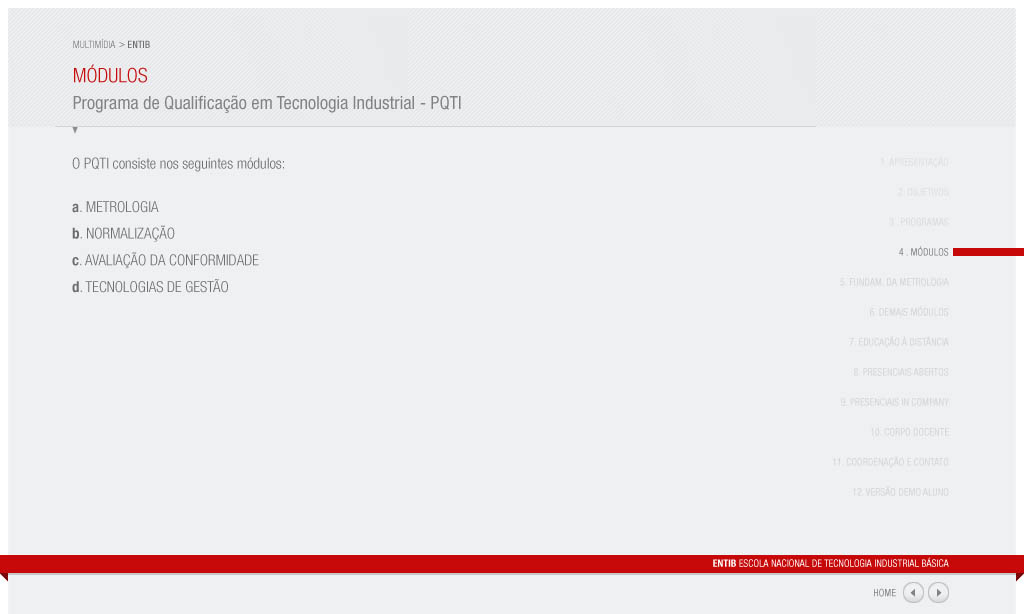 MULTIMÍDIA > ENTIB
MÓDULOS
Programa de Qualificação em Tecnologia Industrial - PQTI
O PQTI consiste nos seguintes módulos:
a. METROLOGIA
b. NORMALIZAÇÃO
c. AVALIAÇÃO DA CONFORMIDADE
d. TECNOLOGIAS DE GESTÃO
1. APRESENTAÇÃO
2. OBJETIVOS
3 . PROGRAMAS
4 . MÓDULOS
5. FUNDAM. DA METROLOGIA
6. DEMAIS MÓDULOS
7. EDUCAÇÃO À DISTÂNCIA
8. PRESENCIAIS ABERTOS
9. PRESENCIAIS IN COMPANY
10. CORPO DOCENTE
11. COORDENAÇÃO E CONTATO
12. VERSÃO DEMO ALUNO
ENTIB ESCOLA NACIONAL DE TECNOLOGIA INDUSTRIAL BÁSICA
HOME